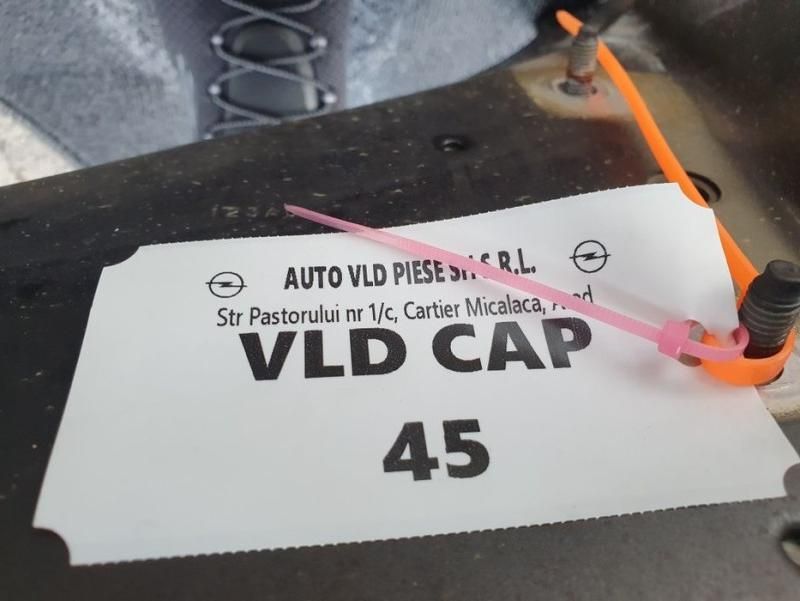 AUTO VLD PIESE S.R.L.
Str Pastorului nr 1/c, Cartier Micalaca,
VLD CAP
45